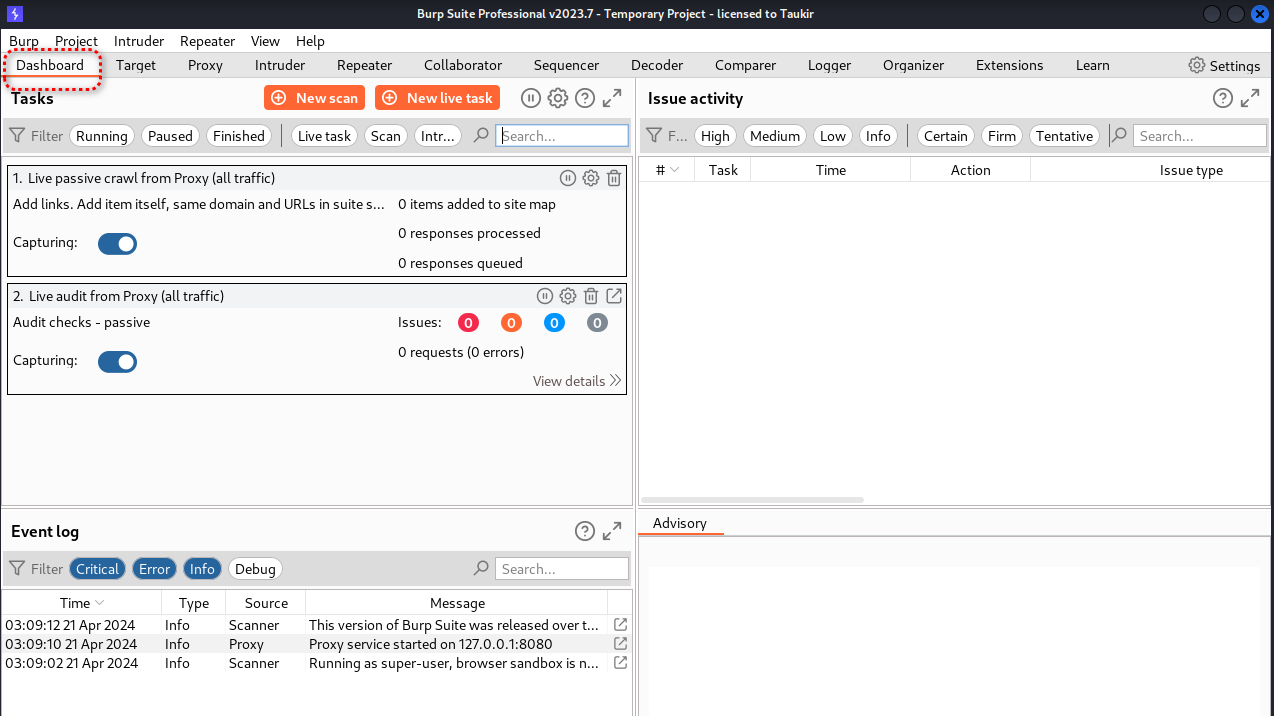 Burp Suite Professional v2023.7 - Temporary Project - licensed to Taukir
Burp Project Intruder Repeater View Help
Dashboard Target Proxy Intruder Repeater Collaborator Sequencer Decoder Comparer Logger Organizer Extensions Learn Settings
Tasks New scan New live task
Filter Running Paused Finished Live task Scan Intr... Search...
1. Live passive crawl from Proxy (all traffic)
Add links. Add item itself, same domain and URLs in suite s... 0 items added to site map
0 responses processed
Capturing:
0 responses queued
2. Live audit from Proxy (all traffic)
Audit checks - passive Issues: 0 0 0 0
0 requests (0 errors)
Capturing:
View details
Issue activity
F... High Medium Low Info Certain Firm Tentative Search...
# Task Time Action Issue type
Event log
Filter Critical Error Info Debug Search...
Time Type Source Message
03:09:12 21 Apr 2024 Info Scanner This version of Burp Suite was released over t...
03:09:10 21 Apr 2024 Info Proxy Proxy service started on 127.0.0.1:8080
03:09:02 21 Apr 2024 Info Scanner Running as super-user, browser sandbox is n...
Advisory